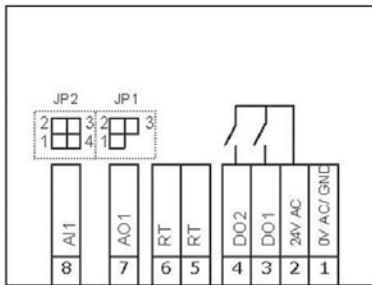 JP2 JP1
2 3 2 3
1 4 1
AI1 AO1 RT RT DO2 DO1 24V AC 0V AC/ GND
8 7 6 5 4 3 2 1